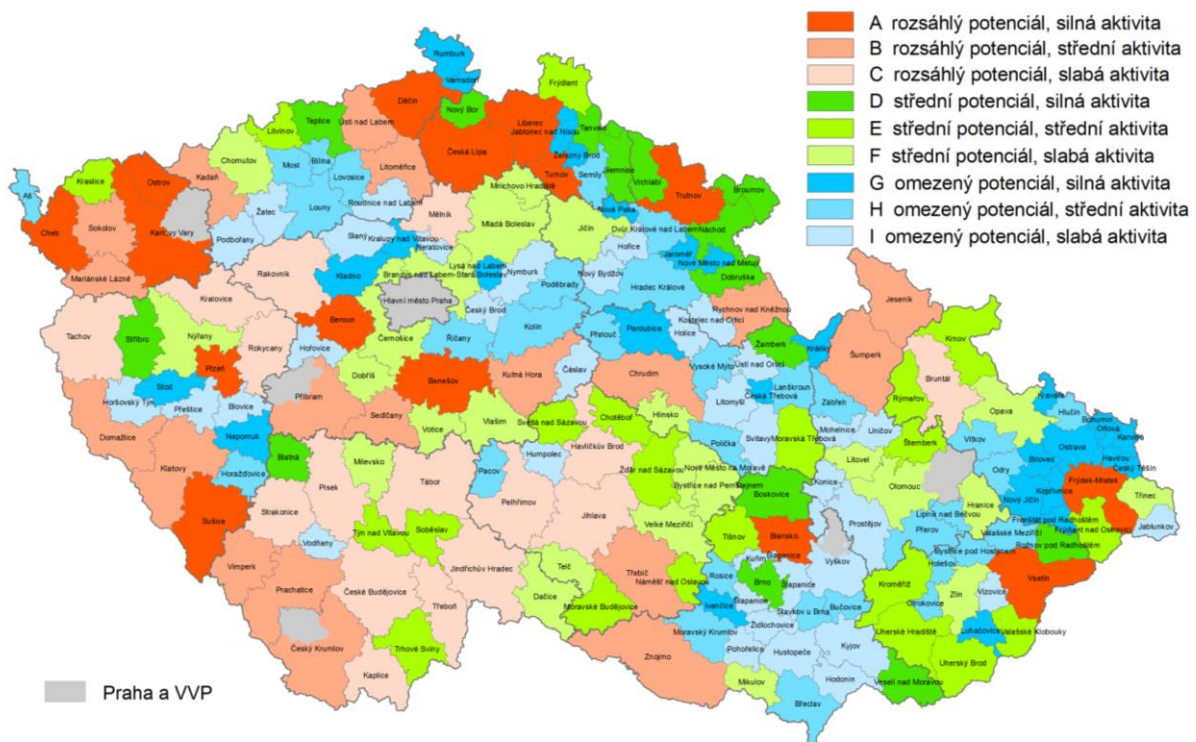 A rozsáhlý potenciál, silná aktivita
B rozsáhlý potenciál, střední aktivita
C rozsáhlý potenciál, slabá aktivita
D střední potenciál, silná aktivita
E střední potenciál, střední aktivita
F střední potenciál, slabá aktivita
G omezený potenciál, silná aktivita
H omezený potenciál, střední aktivita
I omezený potenciál, slabá aktivita
Rumburk
Varnsdorf
Frýdlant
Děčín
Nový Bor
Liberec
Jablonec nad Nisou
Tanvald
Teplice
Ústí nad Labem
Litvínov
Česká Lípa
Železný Brod
Jilemnice
Vrchlabí
Trutnov
Broumov
Chomutov
Most
Bílina
Litoměřice
Lovosice
Turnov
Semily
Kraslice
Ostrov
Kadaň
Aš
Mnichovo Hradiště
Nová Paka
Louny
Roudnice nad Labem
Mělník
Mladá Boleslav
Jičín
Dvůr Králové nad Labem
Náchod
Cheb
Sokolov
Karlovy Vary
Žatec
Podbořany
Slaný
Kralupy nad Vltavou
Neratovice
Hořice
Jaroměř
Nové Město nad Metují
Mariánské Lázně
Rakovník
Kladno
Lysá nad Labem
Brandýs nad Labem-Stará Boleslav
Nymburk
Nový Bydžov
Poděbrady
Hradec Králové
Dobruška
Jeseník
Kralovice
Hlavní město Praha
Český Brod
Rychnov nad Kněžnou
Kostelec nad Orlicí
Tachov
Stříbro
Nýřany
Rokycany
Beroun
Černošice
Říčany
Kolín
Přelouč
Pardubice
Holice
Žamberk
Králíky
Šumperk
Krnov
Hořovice
Plzeň
Dobříš
Benešov
Kutná Hora
Čáslav
Chrudim
Vysoké Mýto
Ústí nad Orlicí
Lanškroun
Česká Třebová
Bruntál
Rýmařov
Stod
Horšovský Týn
Přeštice
Blovice
Příbram
Sedlčany
Litomyšl
Zábřeh
Opava
Kravaře
Hlučín
Bohumín
Orlová
Karviná
Domažlice
Nepomuk
Votice
Vlašim
Světlá nad Sázavou
Chotěboř
Hlinsko
Polička
Svitavy
Moravská Třebová
Mohelnice
Uničov
Šternberk
Vítkov
Ostrava
Havířov
Český Těšín
Klatovy
Horažďovice
Blatná
Milevsko
Tábor
Pacov
Humpolec
Havlíčkův Brod
Žďár nad Sázavou
Nové Město na Moravě
Bystřice nad Pernštejnem
Litovel
Olomouc
Odry
Bílovec
Nový Jičín
Kopřivnice
Frýdek-Místek
Třinec
Jablunkov
Sušice
Strakonice
Písek
Pelhřimov
Jihlava
Velké Meziříčí
Boskovice
Konice
Prostějov
Lipník nad Bečvou
Hranice
Frenštát pod Radhoštěm
Frýdlant nad Ostravicí
Valašské Meziříčí
Rožnov pod Radhoštěm
Vodňany
Týn nad Vltavou
Soběslav
Tišnov
Blansko
Přerov
Bystřice pod Hostýnem
Holešov
Vsetín
Vimperk
Prachatice
České Budějovice
Jindřichův Hradec
Telč
Třebíč
Náměšť nad Oslavou
Kuřim
Šlapanice
Vyškov
Rosice
Brno
Šlapanice
Kroměříž
Otrokovice
Zlín
Vizovice
Třeboň
Dačice
Moravské Budějovice
Ivančice
Šlapanice
Slavkov u Brna
Bučovice
Židlochovice
Luhačovice
Valašské Klobouky
Český Krumlov
Trhové Sviny
Kaplice
Znojmo
Moravský Krumlov
Pohořelice
Hustopeče
Kyjov
Uherské Hradiště
Uherský Brod
Mikulov
Břeclav
Hodonín
Veselí nad Moravou
Praha a VVP